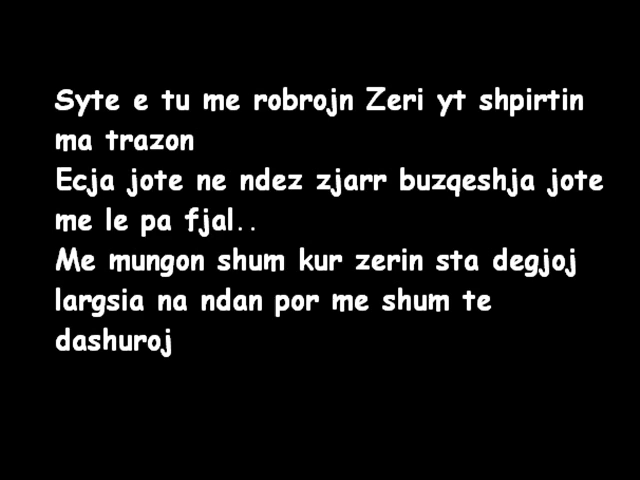 Syte e tu me robrojn Zeri yt shpirtin
ma trazon
Ecja jote ne ndez zjarr buzqeshja jote
me le pa fjal..
Me mungon shum kur zerin sta degjoj
largsia na ndan por me shum te
dashuroj